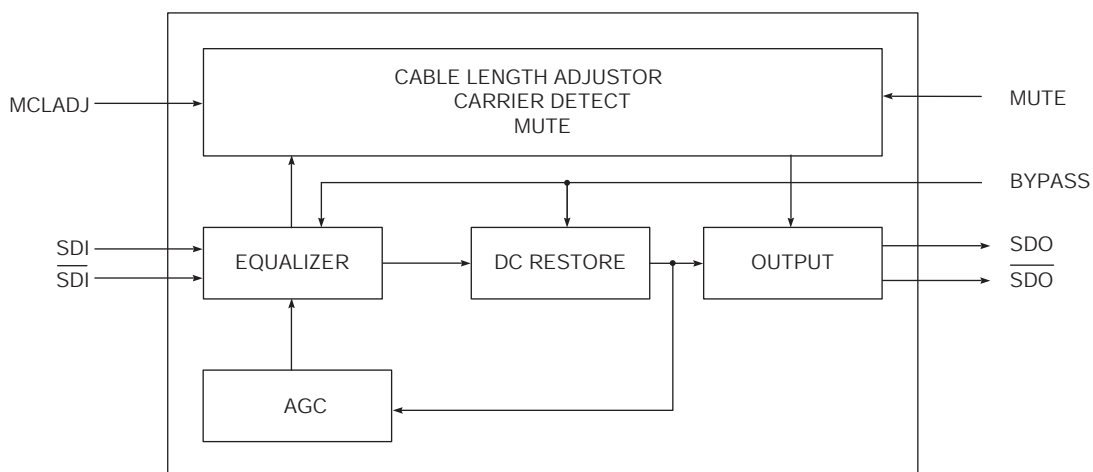 CABLE LENGTH ADJUSTOR
CARRIER DETECT
MUTE
MCLADJ
MUTE
BYPASS
SDI
SDI
EQUALIZER
DC RESTORE
OUTPUT
SDO
SDO
AGC